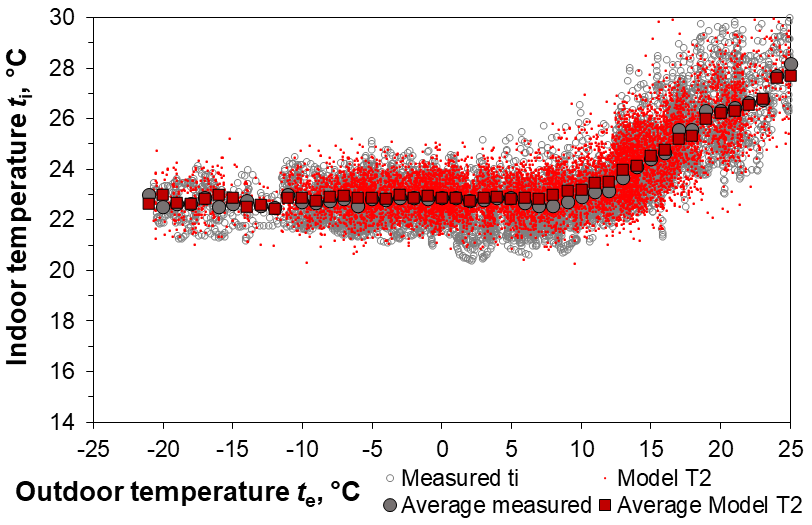 30
28
26
24
22
20
18
16
14
Indoor temperature ti, °C
-25 -20 -15 -10 -5 0 5 10 15 20 25
Outdoor temperature te, °C
Measured ti
Model T2
Average measured
Average Model T2